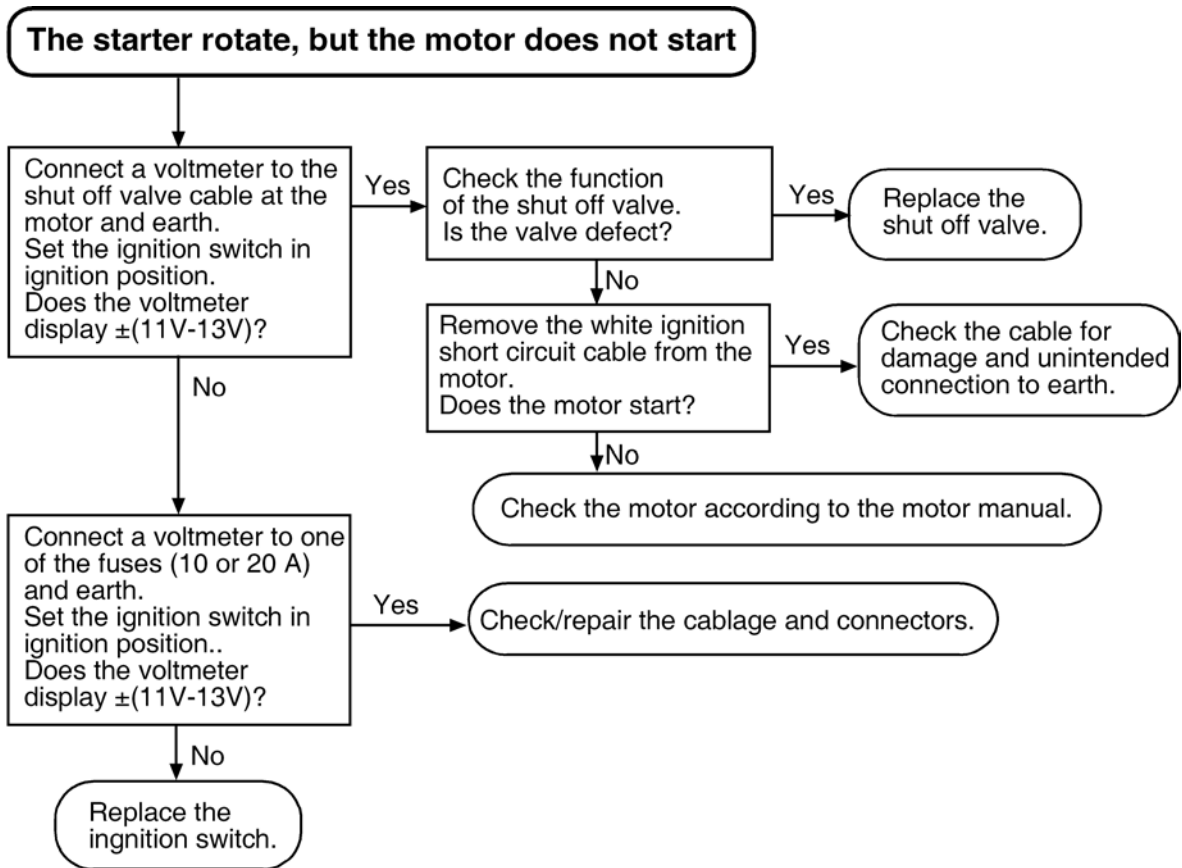 The starter rotate, but the motor does not start
Connect a voltmeter to the
shut off valve cable at the
motor and earth.
Set the ignition switch in
ignition position.
Does the voltmeter
display ±(11V-13V)?
Yes
Check the function
of the shut off valve.
Is the valve defect?
Yes
Replace the
shut off valve.
No
Remove the white ignition
short circuit cable from the
motor.
Does the motor start?
Yes
Check the cable for
damage and unintended
connection to earth.
No
Check the motor according to the motor manual.
No
Connect a voltmeter to one
of the fuses (10 or 20 A)
and earth.
Set the ignition switch in
ignition position..
Does the voltmeter
display ±(11V-13V)?
Yes
Check/repair the cablage and connectors.
No
Replace the
ingnition switch.